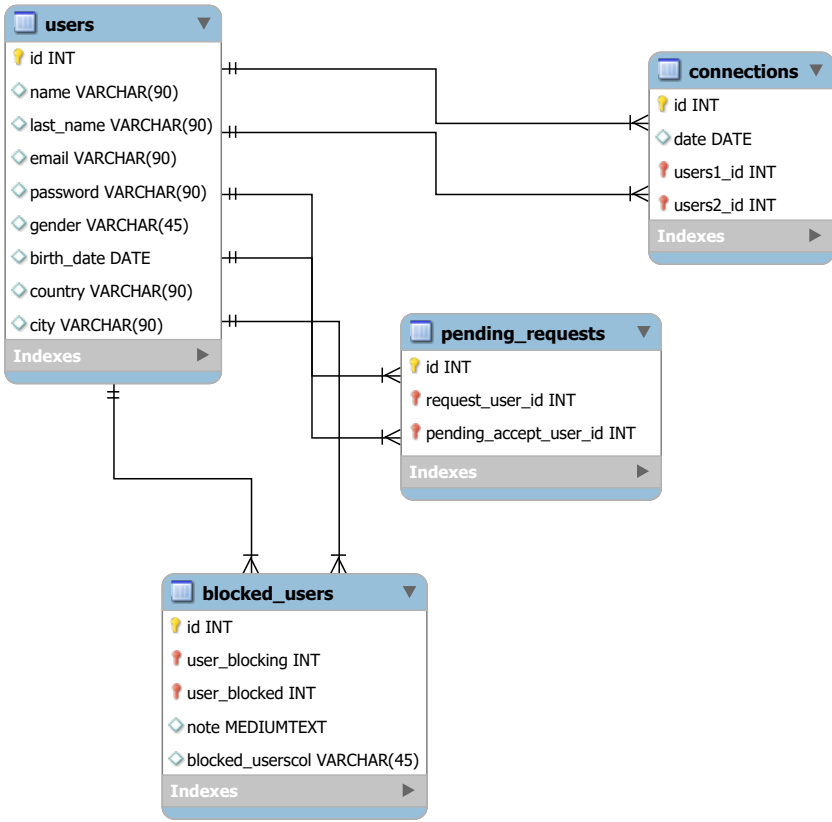 users
id INT
name VARCHAR(90)
last_name VARCHAR(90)
email VARCHAR(90)
password VARCHAR(90)
gender VARCHAR(45)
birth_date DATE
country VARCHAR(90)
city VARCHAR(90)
Indexes
connections
id INT
date DATE
users1_id INT
users2_id INT
Indexes
pending_requests
id INT
request_user_id INT
pending_accept_user_id INT
Indexes
blocked_users
id INT
user_blocking INT
user_blocked INT
note MEDIUMTEXT
blocked_userscol VARCHAR(45)
Indexes